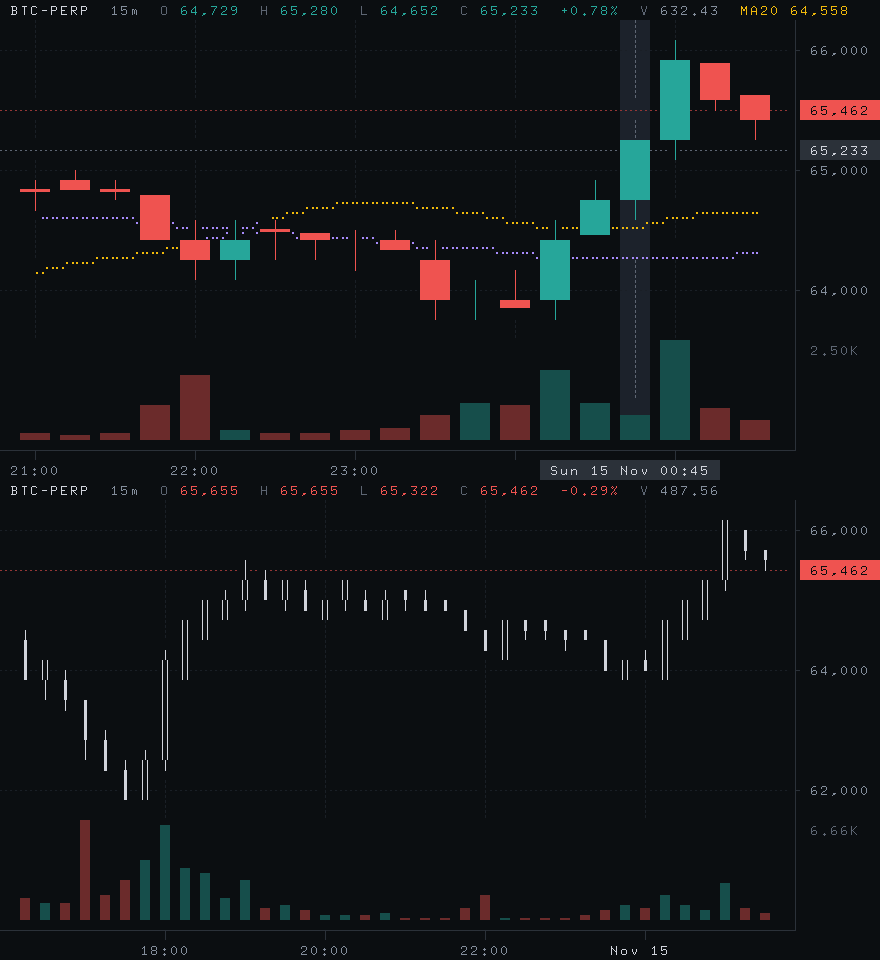 BTC-PERP 15m O 64,729 H 65,280 L 64,652 C 65,233 +0.78% V 632.43 MA20 64,558
66,000
65,462
65,233
65,000
64,000
2.50K
21:00 22:00 23:00 Sun 15 Nov 00:45
BTC-PERP 15m O 65,655 H 65,655 L 65,322 C 65,462 -0.29% V 487.56
66,000
65,462
64,000
62,000
6.66K
18:00 20:00 22:00 Nov 15